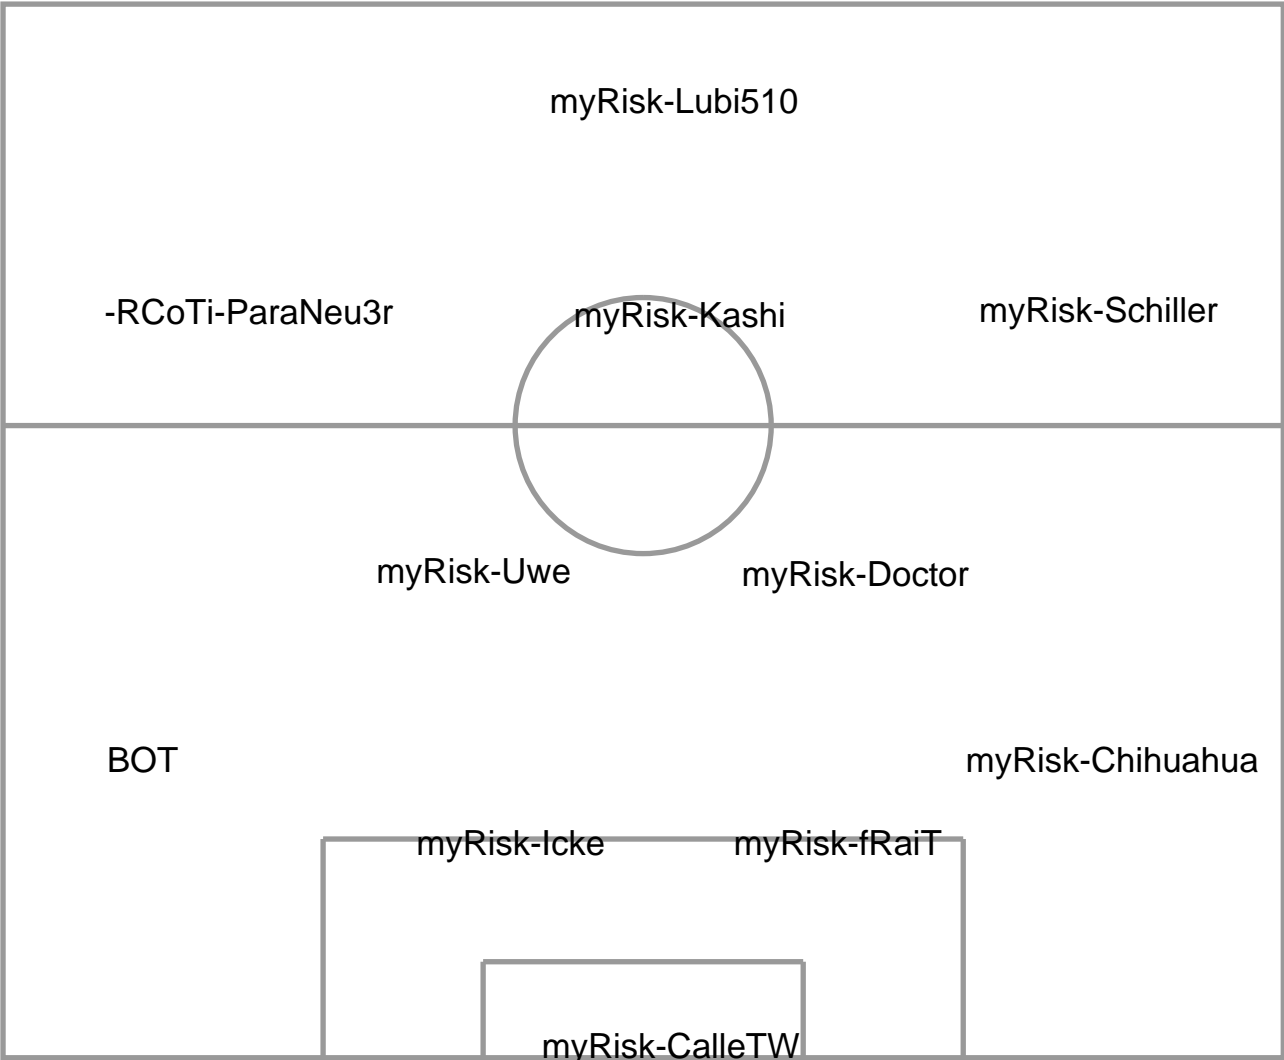 myRisk-Lubi510
-RCoTi-ParaNeu3r
myRisk-Kashi
myRisk-Schiller
myRisk-Uwe
myRisk-Doctor
BOT
myRisk-Chihuahua
myRisk-Icke
myRisk-fRaiT
myRisk-CalleTW